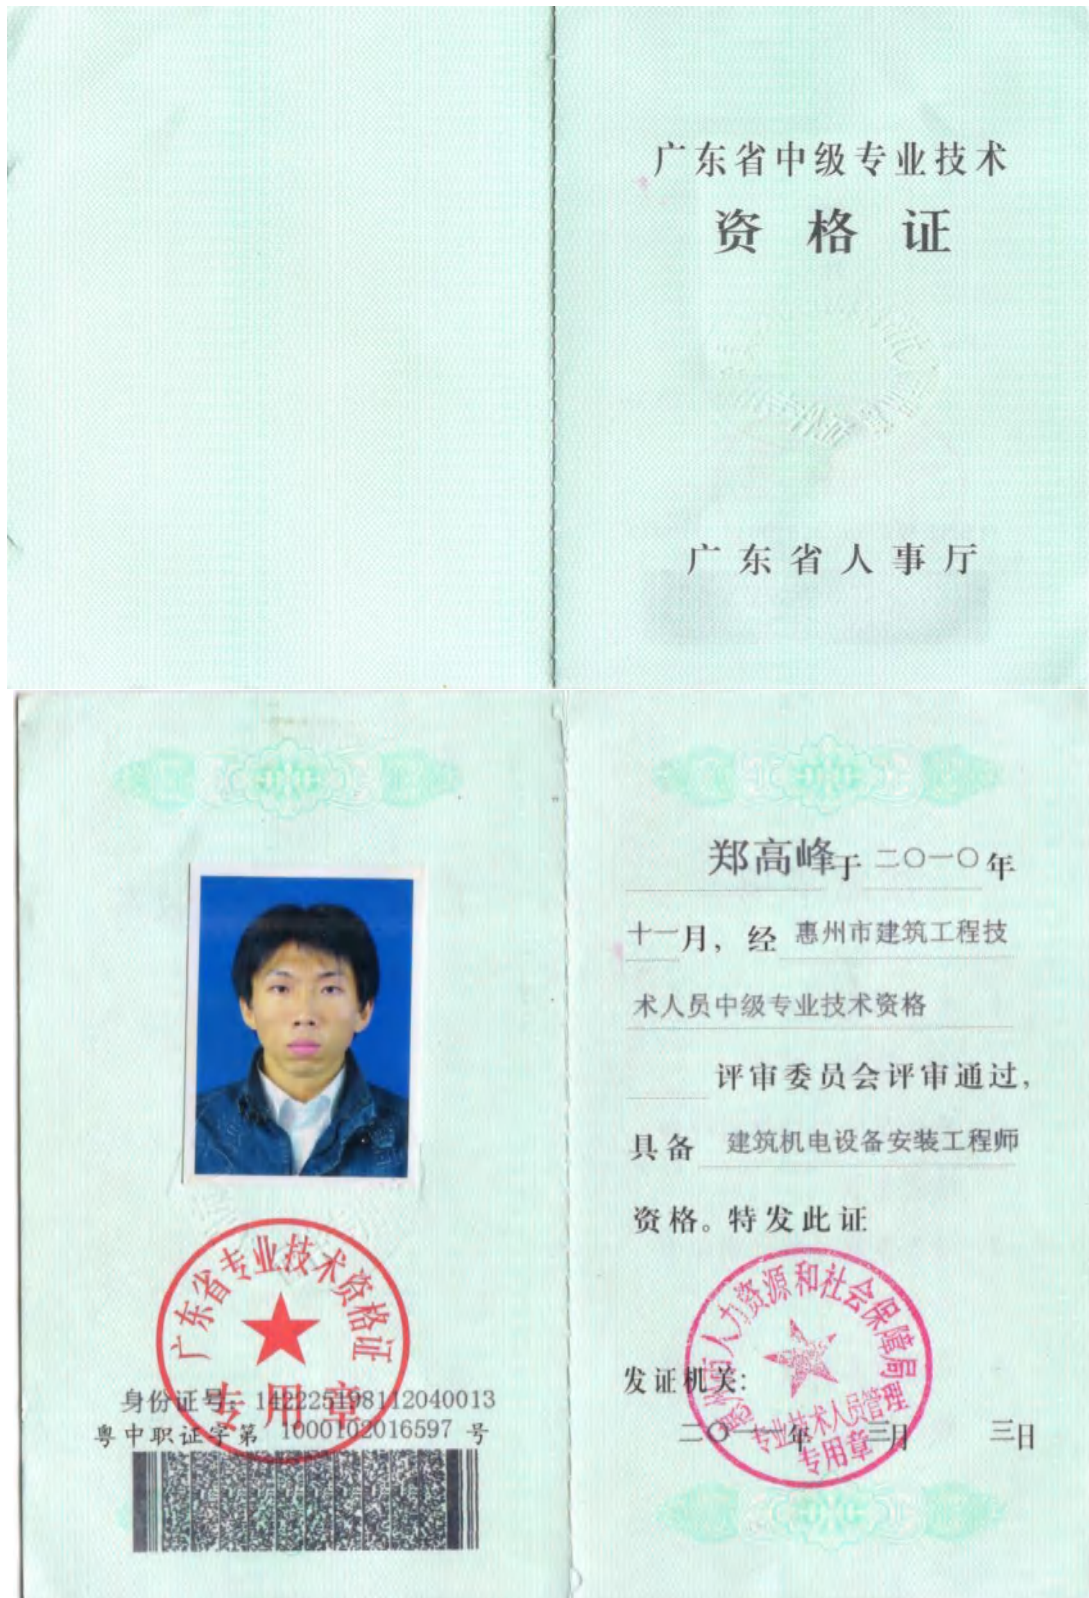 广东省中级专业技术
资格证
广东省人事厅
郑高峰于二〇一〇年
十一月，经 惠州市建筑工程技
术人员中级专业技术资格
评审委员会评审通过，
具备 建筑机电设备安装工程师
资格。特发此证
广东省专业技术资格证
专用章
身份证号：142225198112040013
粤中职证字第 1000102016597 号
惠州市人力资源和社会保障局
专业技术人员管理
专用章
发证机关：
二〇一一年 三月 三日